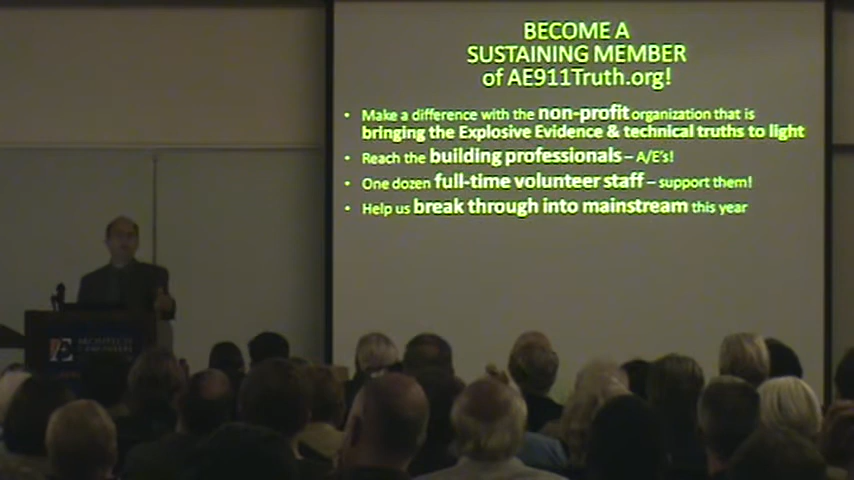 BECOME A
SUSTAINING MEMBER
of AE911Truth.org!
• Make a difference with the non-profit organization that is
bringing the Explosive Evidence & technical truths to light
• Reach the building professionals – A/E's!
• One dozen full-time volunteer staff – support them!
• Help us break through into mainstream this year